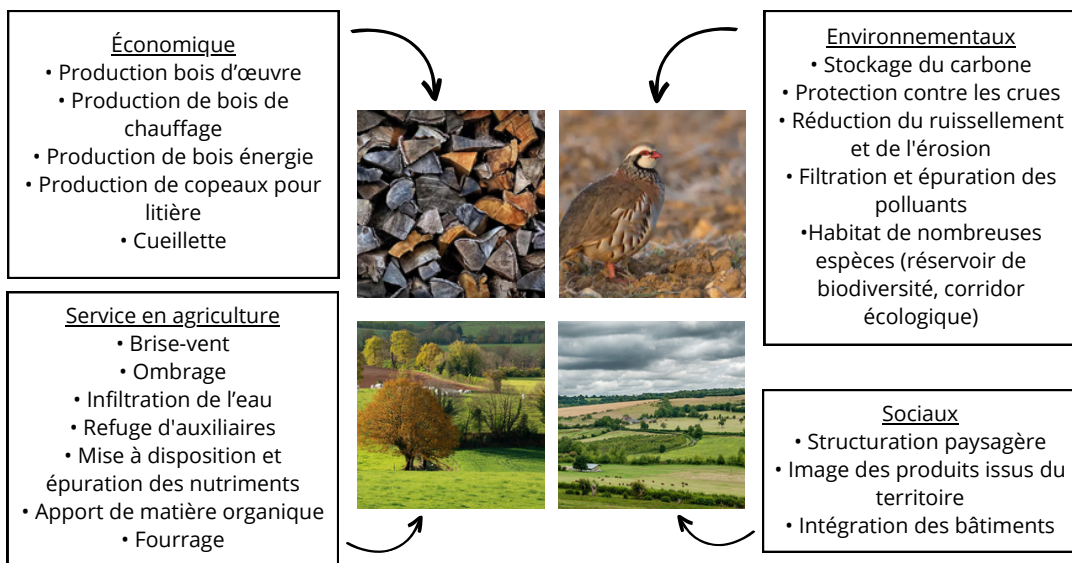 Économique
• Production bois d'œuvre
• Production de bois de
chauffage
• Production de bois énergie
• Production de copeaux pour
litière
• Cueillette
Service en agriculture
• Brise-vent
• Ombrage
• Infiltration de l’eau
• Refuge d'auxiliaires
• Mise à disposition et
épuration des nutriments
• Apport de matière organique
• Fourrage
Environnementaux
• Stockage du carbone
• Protection contre les crues
• Réduction du ruissellement
et de l'érosion
• Filtration et épuration des
polluants
•Habitat de nombreuses
espèces (réservoir de
biodiversité, corridor
écologique)
Sociaux
• Structuration paysagère
• Image des produits issus du
territoire
• Intégration des bâtiments